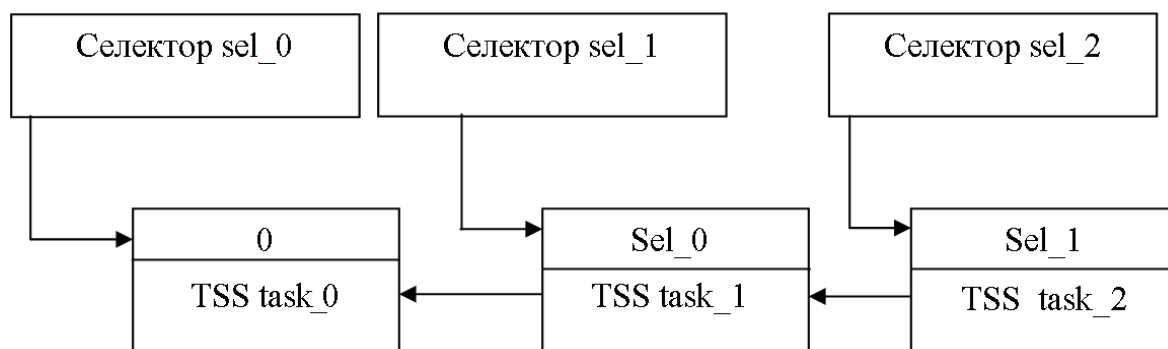 Селектор sel_0
Селектор sel_1
Селектор sel_2
0
Sel_0
Sel_1
TSS task_0
TSS task_1
TSS task_2